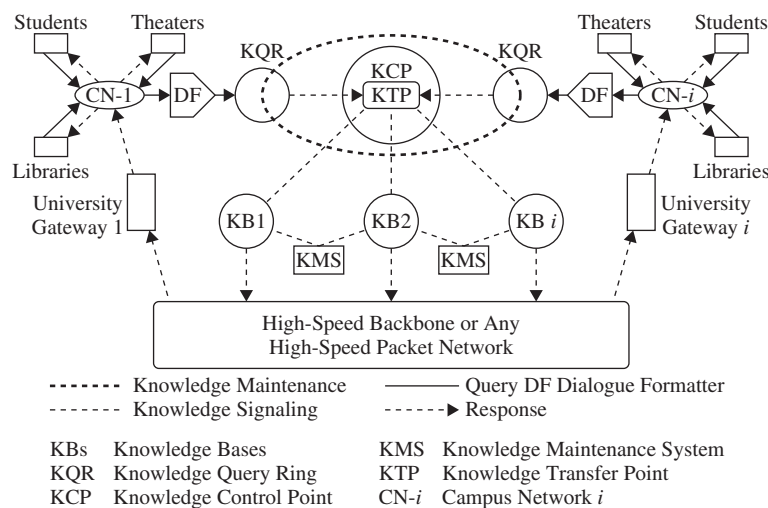 Students
Theaters
KQR
KQR
Theaters
Students
KCP
KTP
CN-1
DF
DF
CN-i
Libraries
Libraries
University
Gateway 1
KB1
KB2
KB i
University
Gateway i
KMS
KMS
High-Speed Backbone or Any
High-Speed Packet Network
Knowledge Maintenance
Query DF Dialogue Formatter
Knowledge Signaling
Response
KBs Knowledge Bases
KMS Knowledge Maintenance System
KQR Knowledge Query Ring
KTP Knowledge Transfer Point
KCP Knowledge Control Point
CN-i Campus Network i